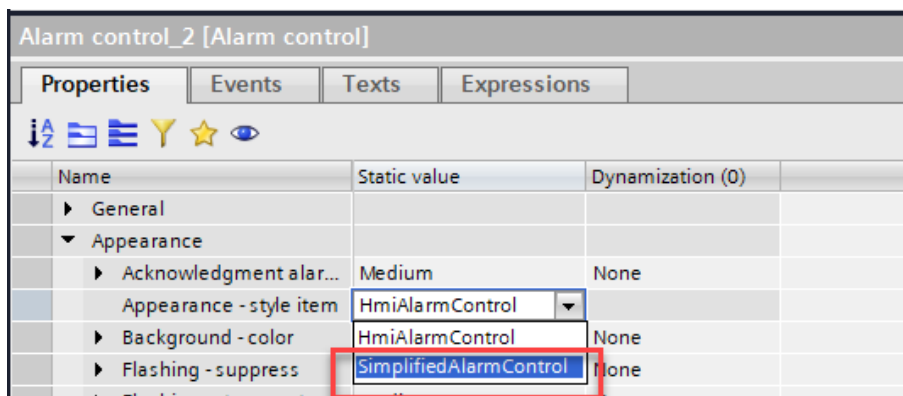 Alarm control_2 [Alarm control]
Properties Events Texts Expressions
Name Static value Dynamization (0)
General
Appearance
Acknowledgment alar... Medium None
Appearance - style item HmiAlarmControl
Background - color HmiAlarmControl None
Flashing - suppress SimplifiedAlarmControl None